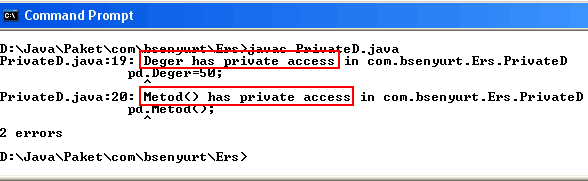 Command Prompt
D:\Java\Paket\com\bsenyurt\Ers>javac PrivateD.java
PrivateD.java:19: Deger has private access in com.bsenyurt.Ers.PrivateD
pd.Deger=50;
^
PrivateD.java:20: Metod() has private access in com.bsenyurt.Ers.PrivateD
pd.Metod();
^
2 errors
D:\Java\Paket\com\bsenyurt\Ers>